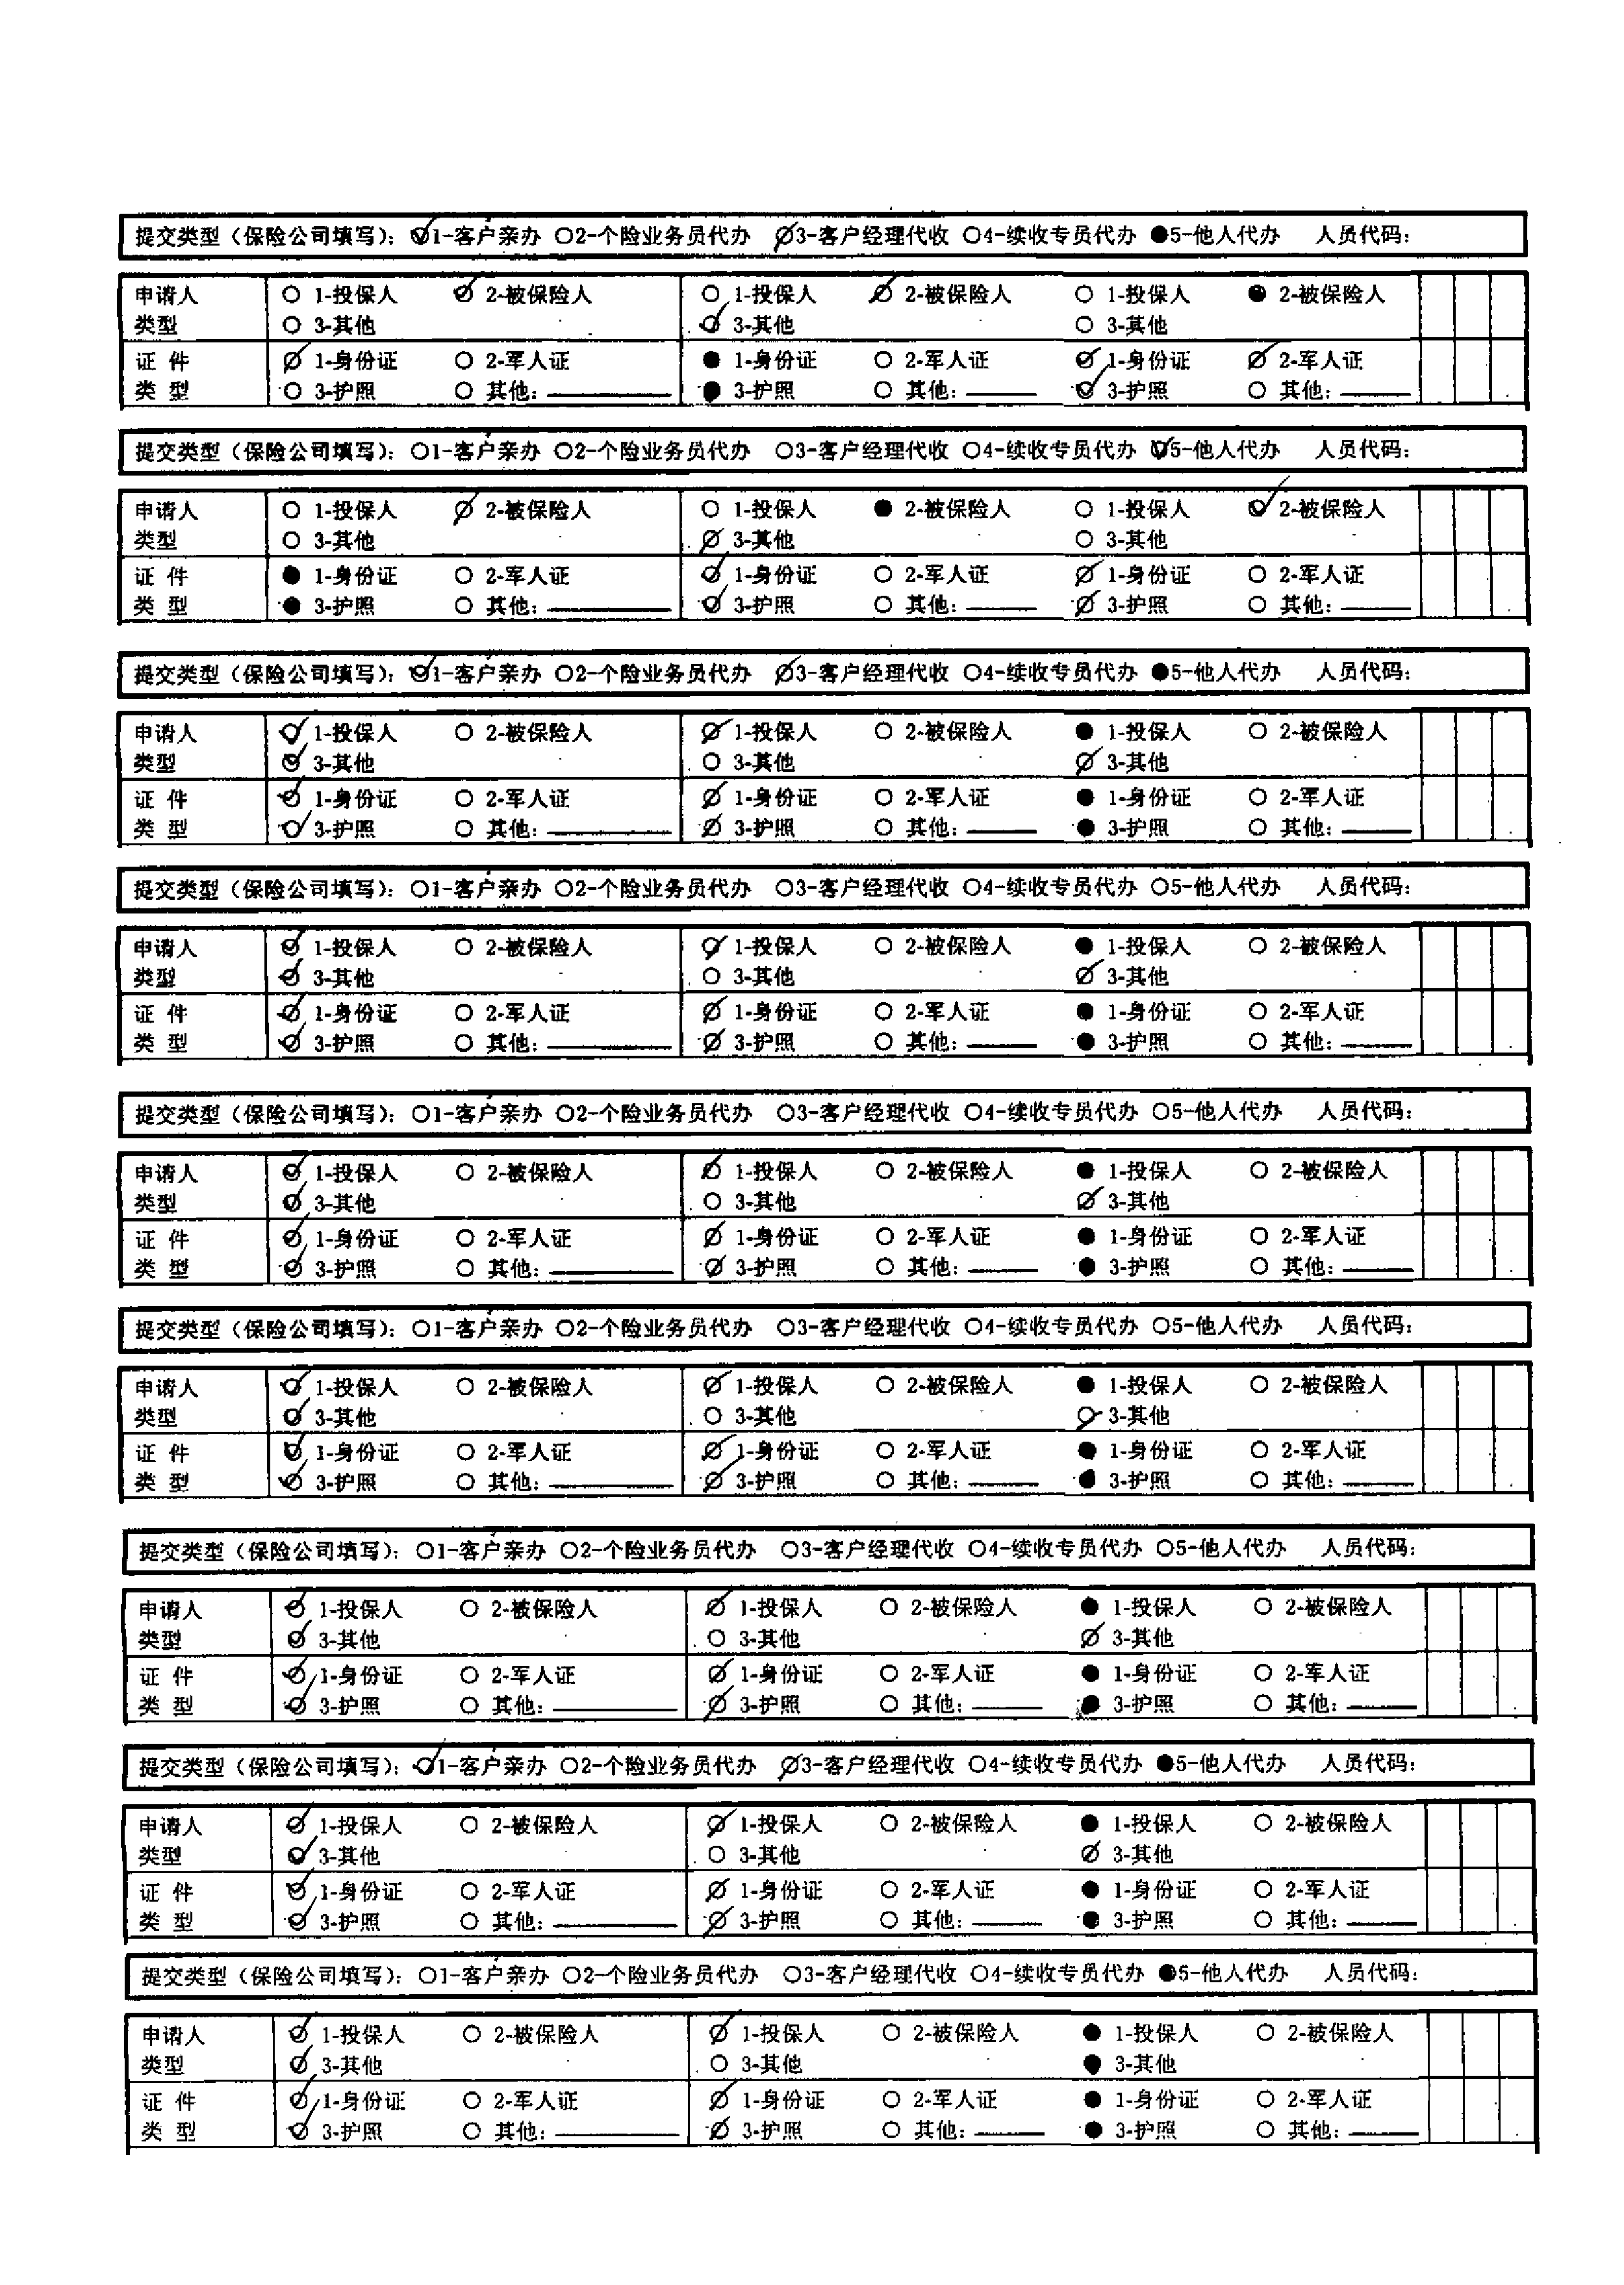 提交类型（保险公司填写）：○1-客户亲办 ○2-个险业务员代办 ○3-客户经理代收 ○4-续收专员代办 ●5-他人代办 人员代码：
申请人 ○ 1-投保人 ○ 2-被保险人 ○ 1-投保人 ○ 2-被保险人 ○ 1-投保人 ● 2-被保险人
类型 ○ 3-其他 ○ 3-其他 ○ 3-其他
证 件 ○ 1-身份证 ○ 2-军人证 ● 1-身份证 ○ 2-军人证 ○ 1-身份证 ○ 2-军人证
类 型 ○ 3-护照 ○ 其他： ● 3-护照 ○ 其他： ○ 3-护照 ○ 其他：
提交类型（保险公司填写）：○1-客户亲办 ○2-个险业务员代办 ○3-客户经理代收 ○4-续收专员代办 ○5-他人代办 人员代码：
申请人 ○ 1-投保人 ○ 2-被保险人 ○ 1-投保人 ● 2-被保险人 ○ 1-投保人 ○ 2-被保险人
类型 ○ 3-其他 ○ 3-其他 ○ 3-其他
证 件 ● 1-身份证 ○ 2-军人证 ○ 1-身份证 ○ 2-军人证 ○ 1-身份证 ○ 2-军人证
类 型 ● 3-护照 ○ 其他： ○ 3-护照 ○ 其他： ○ 3-护照 ○ 其他：
提交类型（保险公司填写）：○1-客户亲办 ○2-个险业务员代办 ○3-客户经理代收 ○4-续收专员代办 ●5-他人代办 人员代码：
申请人 ○ 1-投保人 ○ 2-被保险人 ○ 1-投保人 ○ 2-被保险人 ● 1-投保人 ○ 2-被保险人
类型 ○ 3-其他 ○ 3-其他 ○ 3-其他
证 件 ○ 1-身份证 ○ 2-军人证 ○ 1-身份证 ○ 2-军人证 ● 1-身份证 ○ 2-军人证
类 型 ○ 3-护照 ○ 其他： ○ 3-护照 ○ 其他： ● 3-护照 ○ 其他：
提交类型（保险公司填写）：○1-客户亲办 ○2-个险业务员代办 ○3-客户经理代收 ○4-续收专员代办 ○5-他人代办 人员代码：
申请人 ○ 1-投保人 ○ 2-被保险人 ○ 1-投保人 ○ 2-被保险人 ● 1-投保人 ○ 2-被保险人
类型 ○ 3-其他 ○ 3-其他 ○ 3-其他
证 件 ○ 1-身份证 ○ 2-军人证 ○ 1-身份证 ○ 2-军人证 ● 1-身份证 ○ 2-军人证
类 型 ○ 3-护照 ○ 其他： ○ 3-护照 ○ 其他： ● 3-护照 ○ 其他：
提交类型（保险公司填写）：○1-客户亲办 ○2-个险业务员代办 ○3-客户经理代收 ○4-续收专员代办 ○5-他人代办 人员代码：
申请人 ○ 1-投保人 ○ 2-被保险人 ○ 1-投保人 ○ 2-被保险人 ● 1-投保人 ○ 2-被保险人
类型 ○ 3-其他 ○ 3-其他 ○ 3-其他
证 件 ○ 1-身份证 ○ 2-军人证 ○ 1-身份证 ○ 2-军人证 ● 1-身份证 ○ 2-军人证
类 型 ○ 3-护照 ○ 其他： ○ 3-护照 ○ 其他： ● 3-护照 ○ 其他：
提交类型（保险公司填写）：○1-客户亲办 ○2-个险业务员代办 ○3-客户经理代收 ○4-续收专员代办 ○5-他人代办 人员代码：
申请人 ○ 1-投保人 ○ 2-被保险人 ○ 1-投保人 ○ 2-被保险人 ● 1-投保人 ○ 2-被保险人
类型 ○ 3-其他 ○ 3-其他 ○ 3-其他
证 件 ○ 1-身份证 ○ 2-军人证 ○ 1-身份证 ○ 2-军人证 ● 1-身份证 ○ 2-军人证
类 型 ○ 3-护照 ○ 其他： ○ 3-护照 ○ 其他： ● 3-护照 ○ 其他：
提交类型（保险公司填写）：○1-客户亲办 ○2-个险业务员代办 ○3-客户经理代收 ○4-续收专员代办 ○5-他人代办 人员代码：
申请人 ○ 1-投保人 ○ 2-被保险人 ○ 1-投保人 ○ 2-被保险人 ● 1-投保人 ○ 2-被保险人
类型 ○ 3-其他 ○ 3-其他 ○ 3-其他
证 件 ○ 1-身份证 ○ 2-军人证 ○ 1-身份证 ○ 2-军人证 ● 1-身份证 ○ 2-军人证
类 型 ○ 3-护照 ○ 其他： ○ 3-护照 ○ 其他： ● 3-护照 ○ 其他：
提交类型（保险公司填写）：○1-客户亲办 ○2-个险业务员代办 ○3-客户经理代收 ○4-续收专员代办 ●5-他人代办 人员代码：
申请人 ○ 1-投保人 ○ 2-被保险人 ○ 1-投保人 ○ 2-被保险人 ● 1-投保人 ○ 2-被保险人
类型 ○ 3-其他 ○ 3-其他 ○ 3-其他
证 件 ○ 1-身份证 ○ 2-军人证 ○ 1-身份证 ○ 2-军人证 ● 1-身份证 ○ 2-军人证
类 型 ○ 3-护照 ○ 其他： ○ 3-护照 ○ 其他： ● 3-护照 ○ 其他：
提交类型（保险公司填写）：○1-客户亲办 ○2-个险业务员代办 ○3-客户经理代收 ○4-续收专员代办 ●5-他人代办 人员代码：
申请人 ○ 1-投保人 ○ 2-被保险人 ○ 1-投保人 ○ 2-被保险人 ● 1-投保人 ○ 2-被保险人
类型 ○ 3-其他 ○ 3-其他 ● 3-其他
证 件 ○ 1-身份证 ○ 2-军人证 ○ 1-身份证 ○ 2-军人证 ● 1-身份证 ○ 2-军人证
类 型 ○ 3-护照 ○ 其他： ○ 3-护照 ○ 其他： ● 3-护照 ○ 其他：